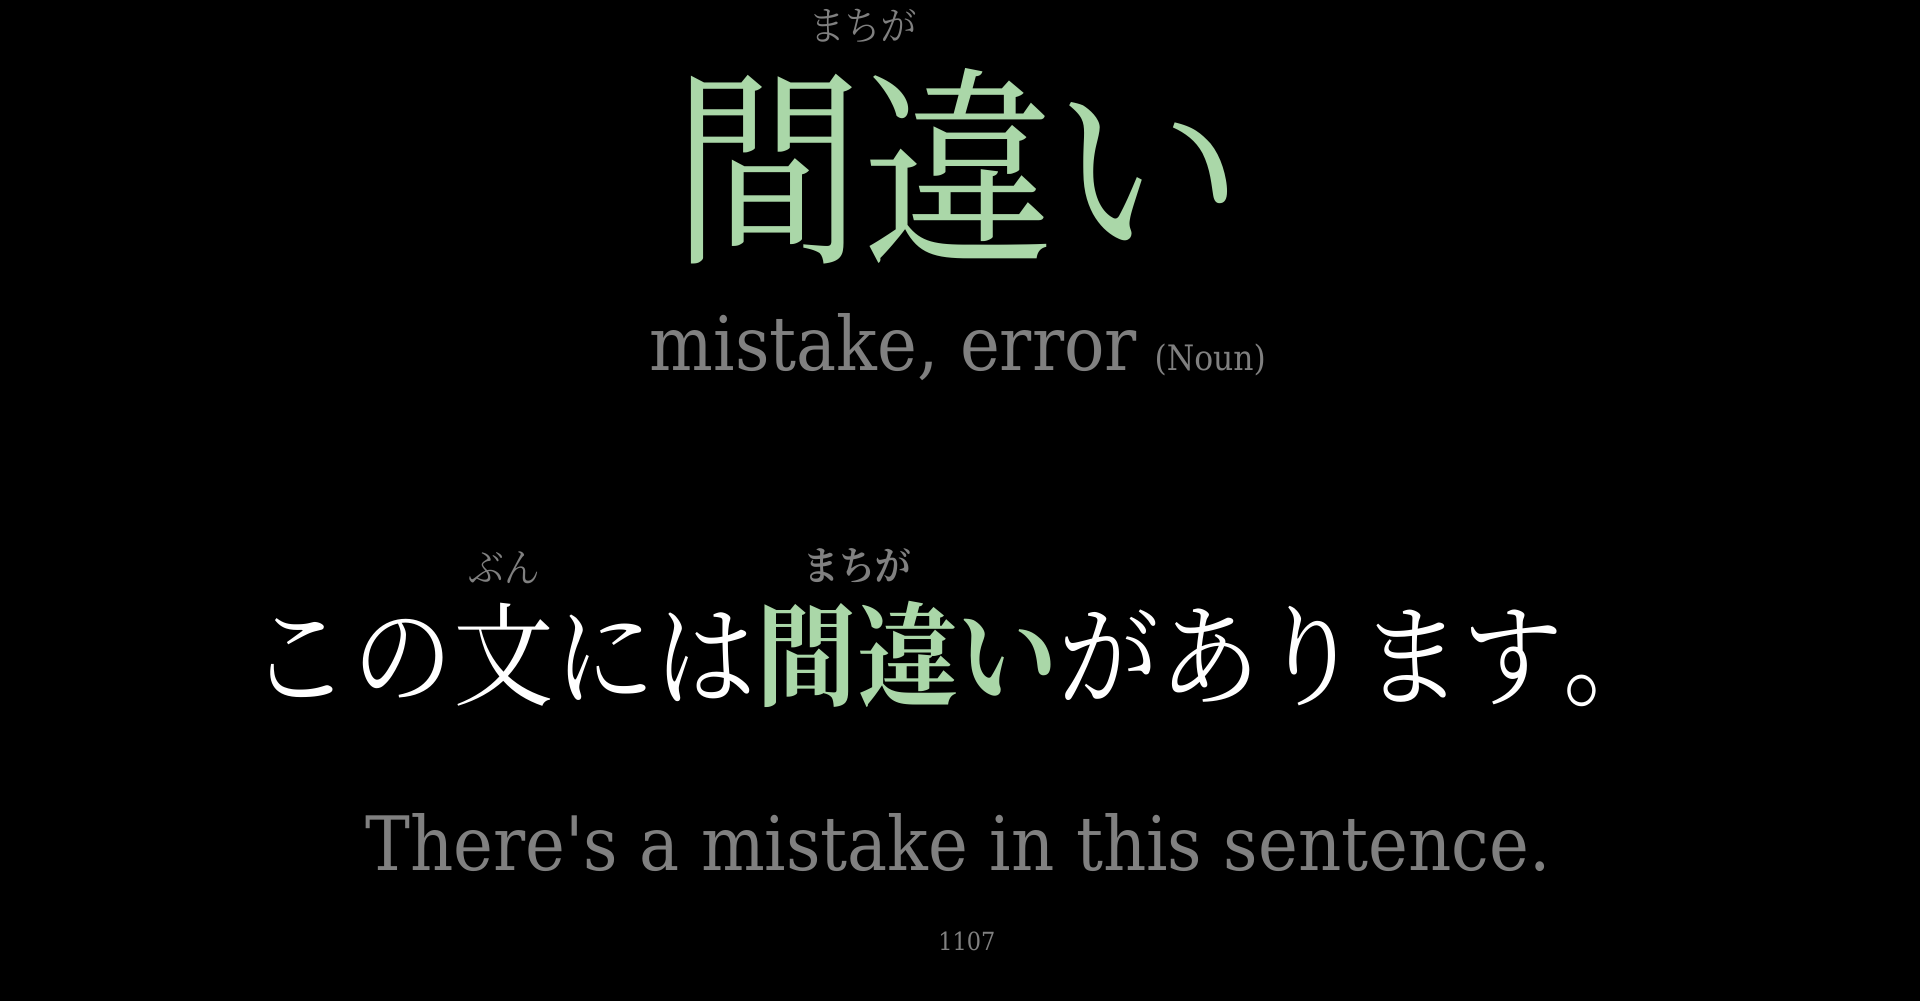 まちが
間違い
mistake, error (Noun)
ぶん まちが
この文には間違いがあります。
There's a mistake in this sentence.
1107